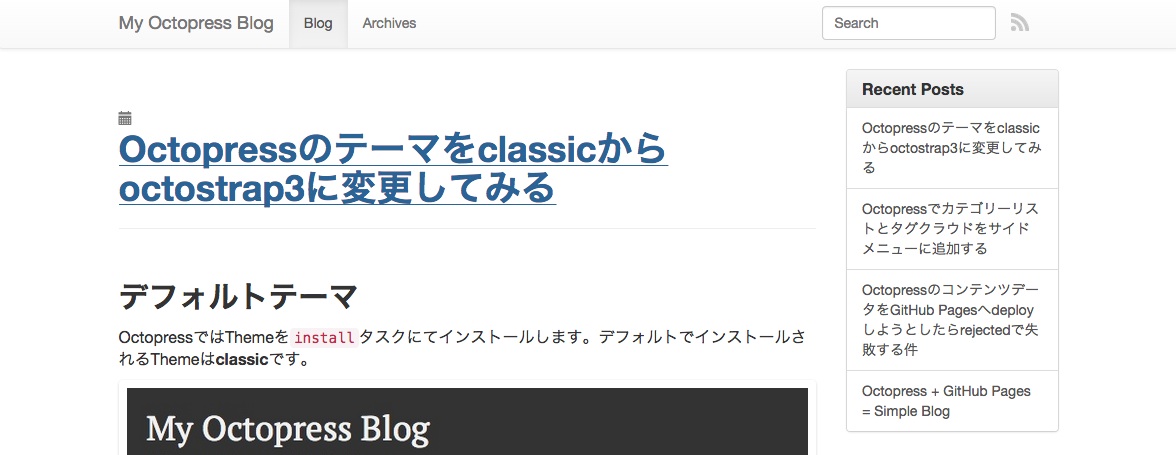 My Octopress Blog Blog Archives Search
Octopressのテーマをclassicから
octostrap3に変更してみる
デフォルトテーマ
OctopressではThemeをinstallタスクにてインストールします。デフォルトでインストールさ
れるThemeはclassicです。
My Octopress Blog
Recent Posts
Octopressのテーマをclassic
からoctostrap3に変更してみ
る
Octopressでカテゴリーリス
トとタグクラウドをサイド
メニューに追加する
Octopressのコンテンツデー
タをGitHub Pagesへdeploy
しようとしたらrejectedで失
敗する件
Octopress + GitHub Pages
= Simple Blog